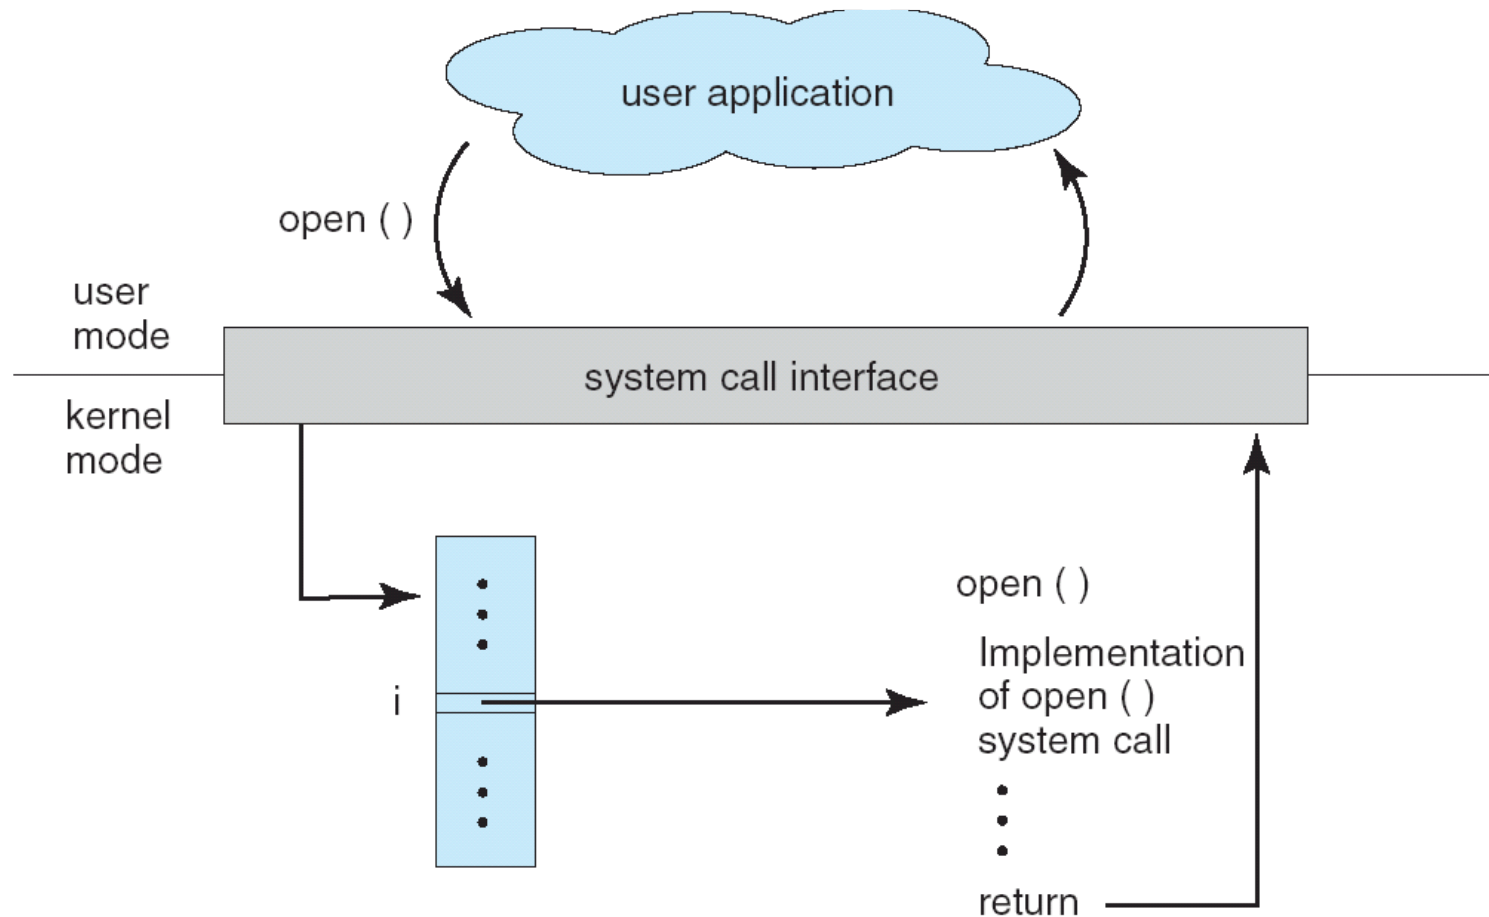 user application
open ( )
user
mode
system call interface
kernel
mode
open ( )
i
Implementation
of open ( )
system call
return